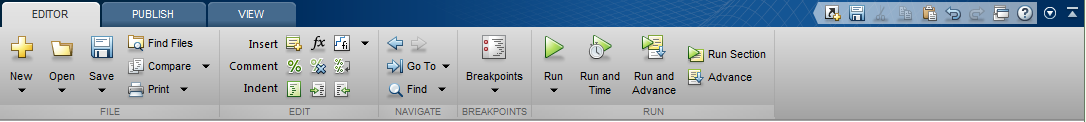 EDITOR PUBLISH VIEW
New Open Save Find Files
Compare
Print
FILE
Insert fx fi
Comment % % %
Indent
EDIT
Go To
Find
NAVIGATE
Breakpoints
BREAKPOINTS
Run Run and Time Run and Advance Run Section
Advance
RUN